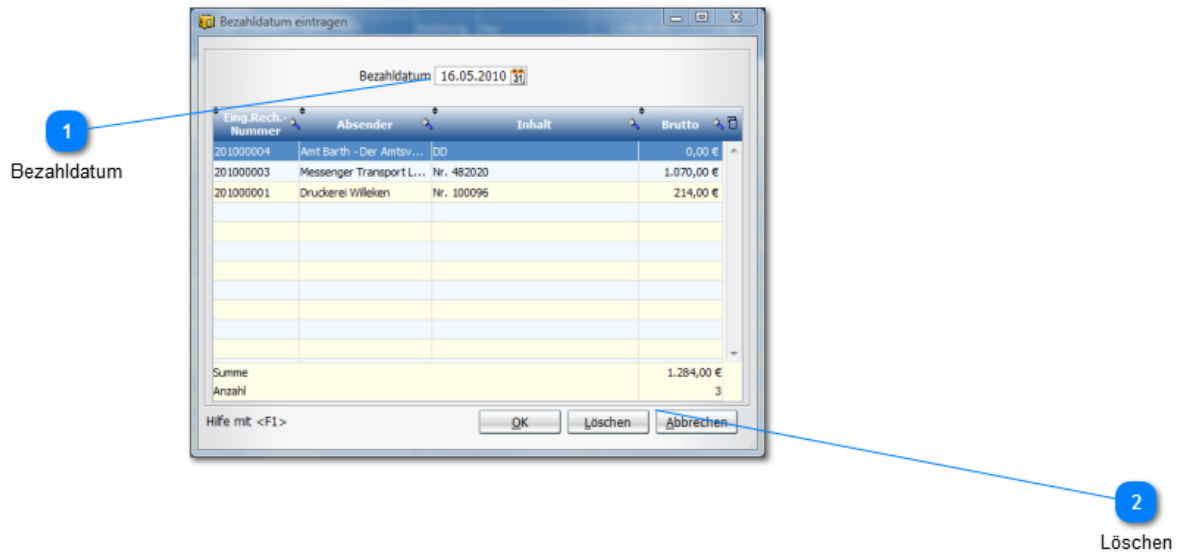 Bezahldatum eintragen
Bezahldatum 16.05.2010 31
1
Bezahldatum
Eing.Rech.-Nummer Absender Inhalt Brutto
201000004 Amt Barth - Der Amtsv... DD 0,00 €
201000003 Messenger Transport L... Nr. 482020 1.070,00 €
201000001 Druckerei Willeken Nr. 100096 214,00 €
Summe 1.284,00 €
Anzahl 3
Hilfe mit <F1> OK Löschen Abbrechen
2
Löschen